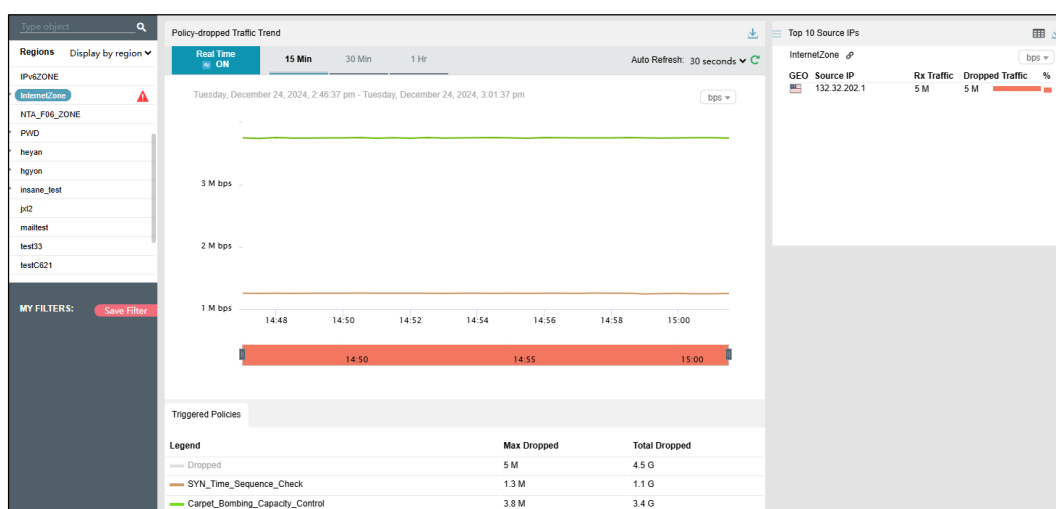 Type object
Regions Display by region
IPv6ZONE
InternetZone
NTA_F06_ZONE
PWD
heyan
hgyon
insane_test
jxl2
mailtest
test33
testC621
MY FILTERS: Save Filter
Policy-dropped Traffic Trend
Real Time
ON
15 Min 30 Min 1 Hr Auto Refresh: 30 seconds
Tuesday, December 24, 2024, 2:46:37 pm - Tuesday, December 24, 2024, 3:01:37 pm bps
3 M bps
2 M bps
1 M bps
14:48 14:50 14:52 14:54 14:56 14:58 15:00
14:50 14:55 15:00
Triggered Policies
Legend Max Dropped Total Dropped
Dropped 5 M 4.5 G
SYN_Time_Sequence_Check 1.3 M 1.1 G
Carpet_Bombing_Capacity_Control 3.8 M 3.4 G
Top 10 Source IPs
InternetZone bps
GEO Source IP Rx Traffic Dropped Traffic %
132.32.202.1 5 M 5 M